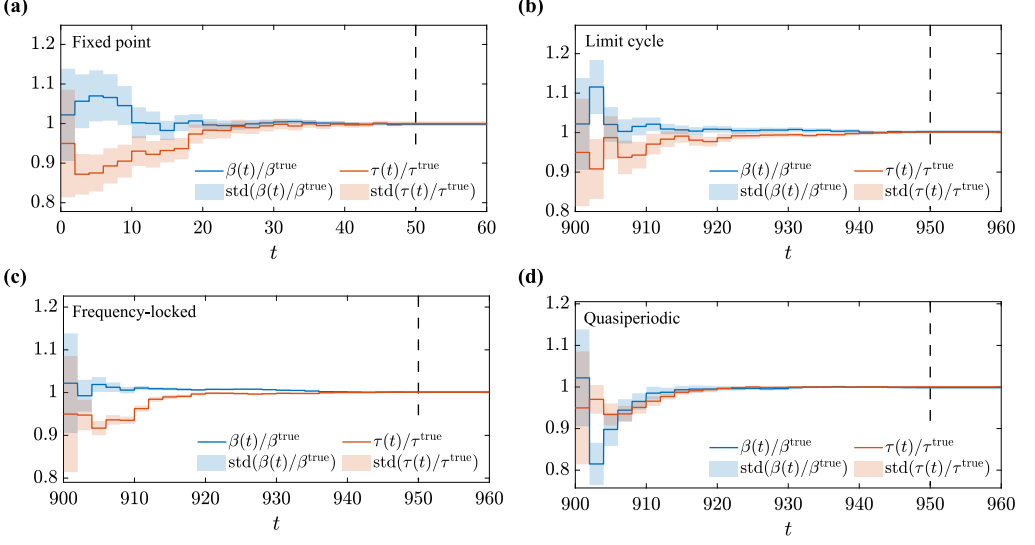 (a)
1.2
1.1
1
0.9
0.8
Fixed point
β(t)/β^true
τ(t)/τ^true
std(β(t)/β^true)
std(τ(t)/τ^true)
0 10 20 30 40 50 60
t
(b)
1.2
1.1
1
0.9
0.8
Limit cycle
β(t)/β^true
τ(t)/τ^true
std(β(t)/β^true)
std(τ(t)/τ^true)
900 910 920 930 940 950 960
t
(c)
1.2
1.1
1
0.9
0.8
Frequency-locked
β(t)/β^true
τ(t)/τ^true
std(β(t)/β^true)
std(τ(t)/τ^true)
900 910 920 930 940 950 960
t
(d)
1.2
1.1
1
0.9
0.8
Quasiperiodic
β(t)/β^true
τ(t)/τ^true
std(β(t)/β^true)
std(τ(t)/τ^true)
900 910 920 930 940 950 960
t